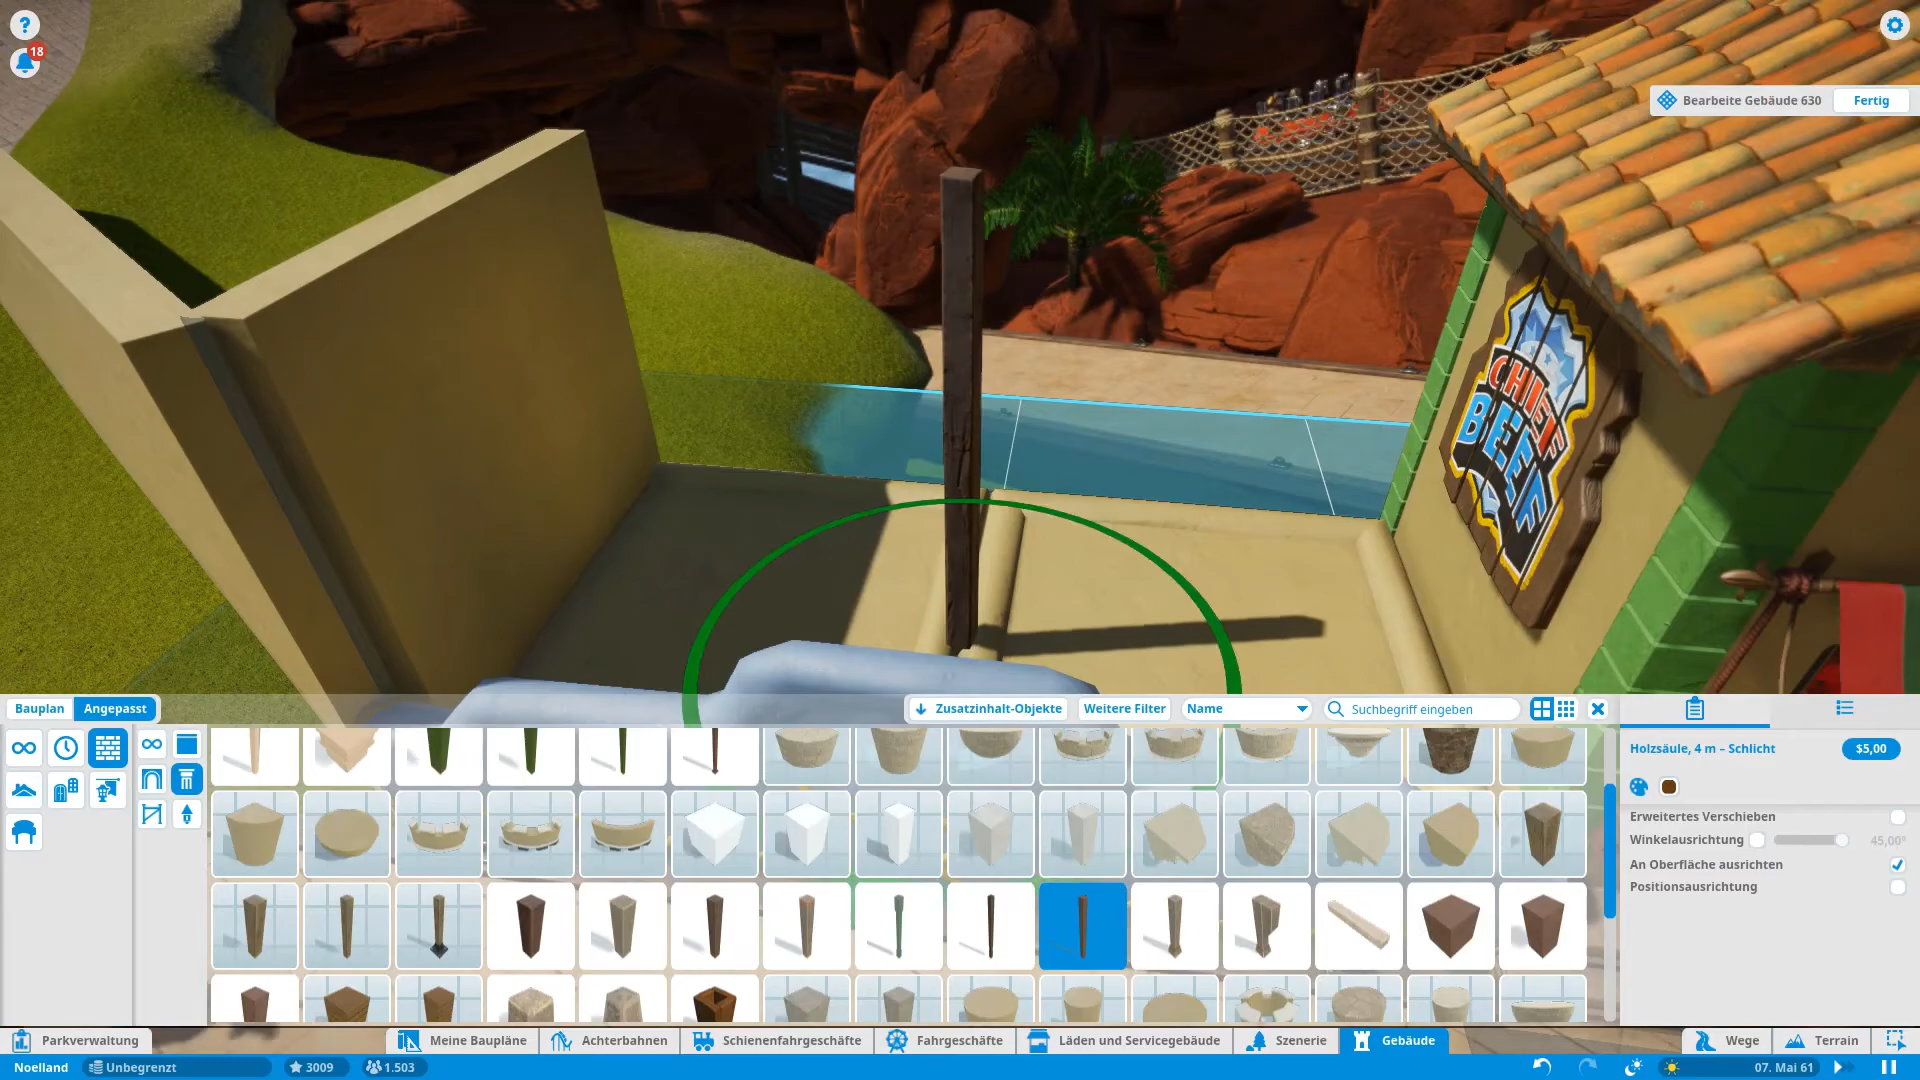 ?
18
Bearbeite Gebäude 630
Fertig
CHIEF
BEEF
Bauplan
Angepasst
Zusatzinhalt-Objekte
Weitere Filter
Name
Suchbegriff eingeben
Holzsäule, 4 m – Schlicht
$5,00
Erweitertes Verschieben
Winkelausrichtung
45,00°
An Oberfläche ausrichten
Positionsausrichtung
Parkverwaltung
Meine Baupläne
Achterbahnen
Schienenfahrgeschäfte
Fahrgeschäfte
Läden und Servicegebäude
Szenerie
Gebäude
Wege
Terrain
Noelland
Unbegrenzt
3009
1.503
07. Mai 61